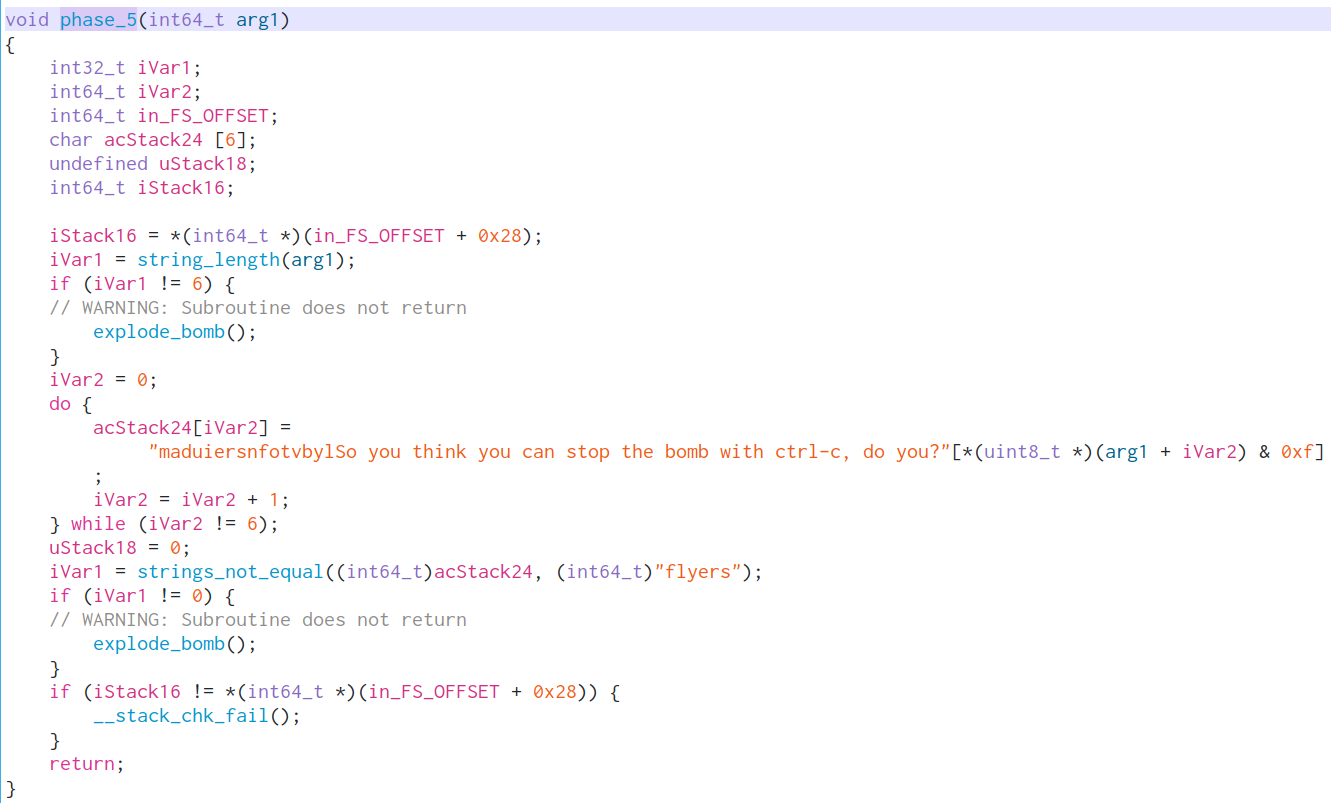 void phase_5(int64_t arg1)
{
    int32_t iVar1;
    int64_t iVar2;
    int64_t in_FS_OFFSET;
    char acStack24 [6];
    undefined uStack18;
    int64_t iStack16;

    iStack16 = *(int64_t *)(in_FS_OFFSET + 0x28);
    iVar1 = string_length(arg1);
    if (iVar1 != 6) {
    // WARNING: Subroutine does not return
        explode_bomb();
    }
    iVar2 = 0;
    do {
        acStack24[iVar2] =
             "maduiersnfotvbylSo you think you can stop the bomb with ctrl-c, do you?"[*(uint8_t *)(arg1 + iVar2) & 0xf]
        ;
        iVar2 = iVar2 + 1;
    } while (iVar2 != 6);
    uStack18 = 0;
    iVar1 = strings_not_equal((int64_t)acStack24, (int64_t)"flyers");
    if (iVar1 != 0) {
    // WARNING: Subroutine does not return
        explode_bomb();
    }
    if (iStack16 != *(int64_t *)(in_FS_OFFSET + 0x28)) {
        __stack_chk_fail();
    }
    return;
}